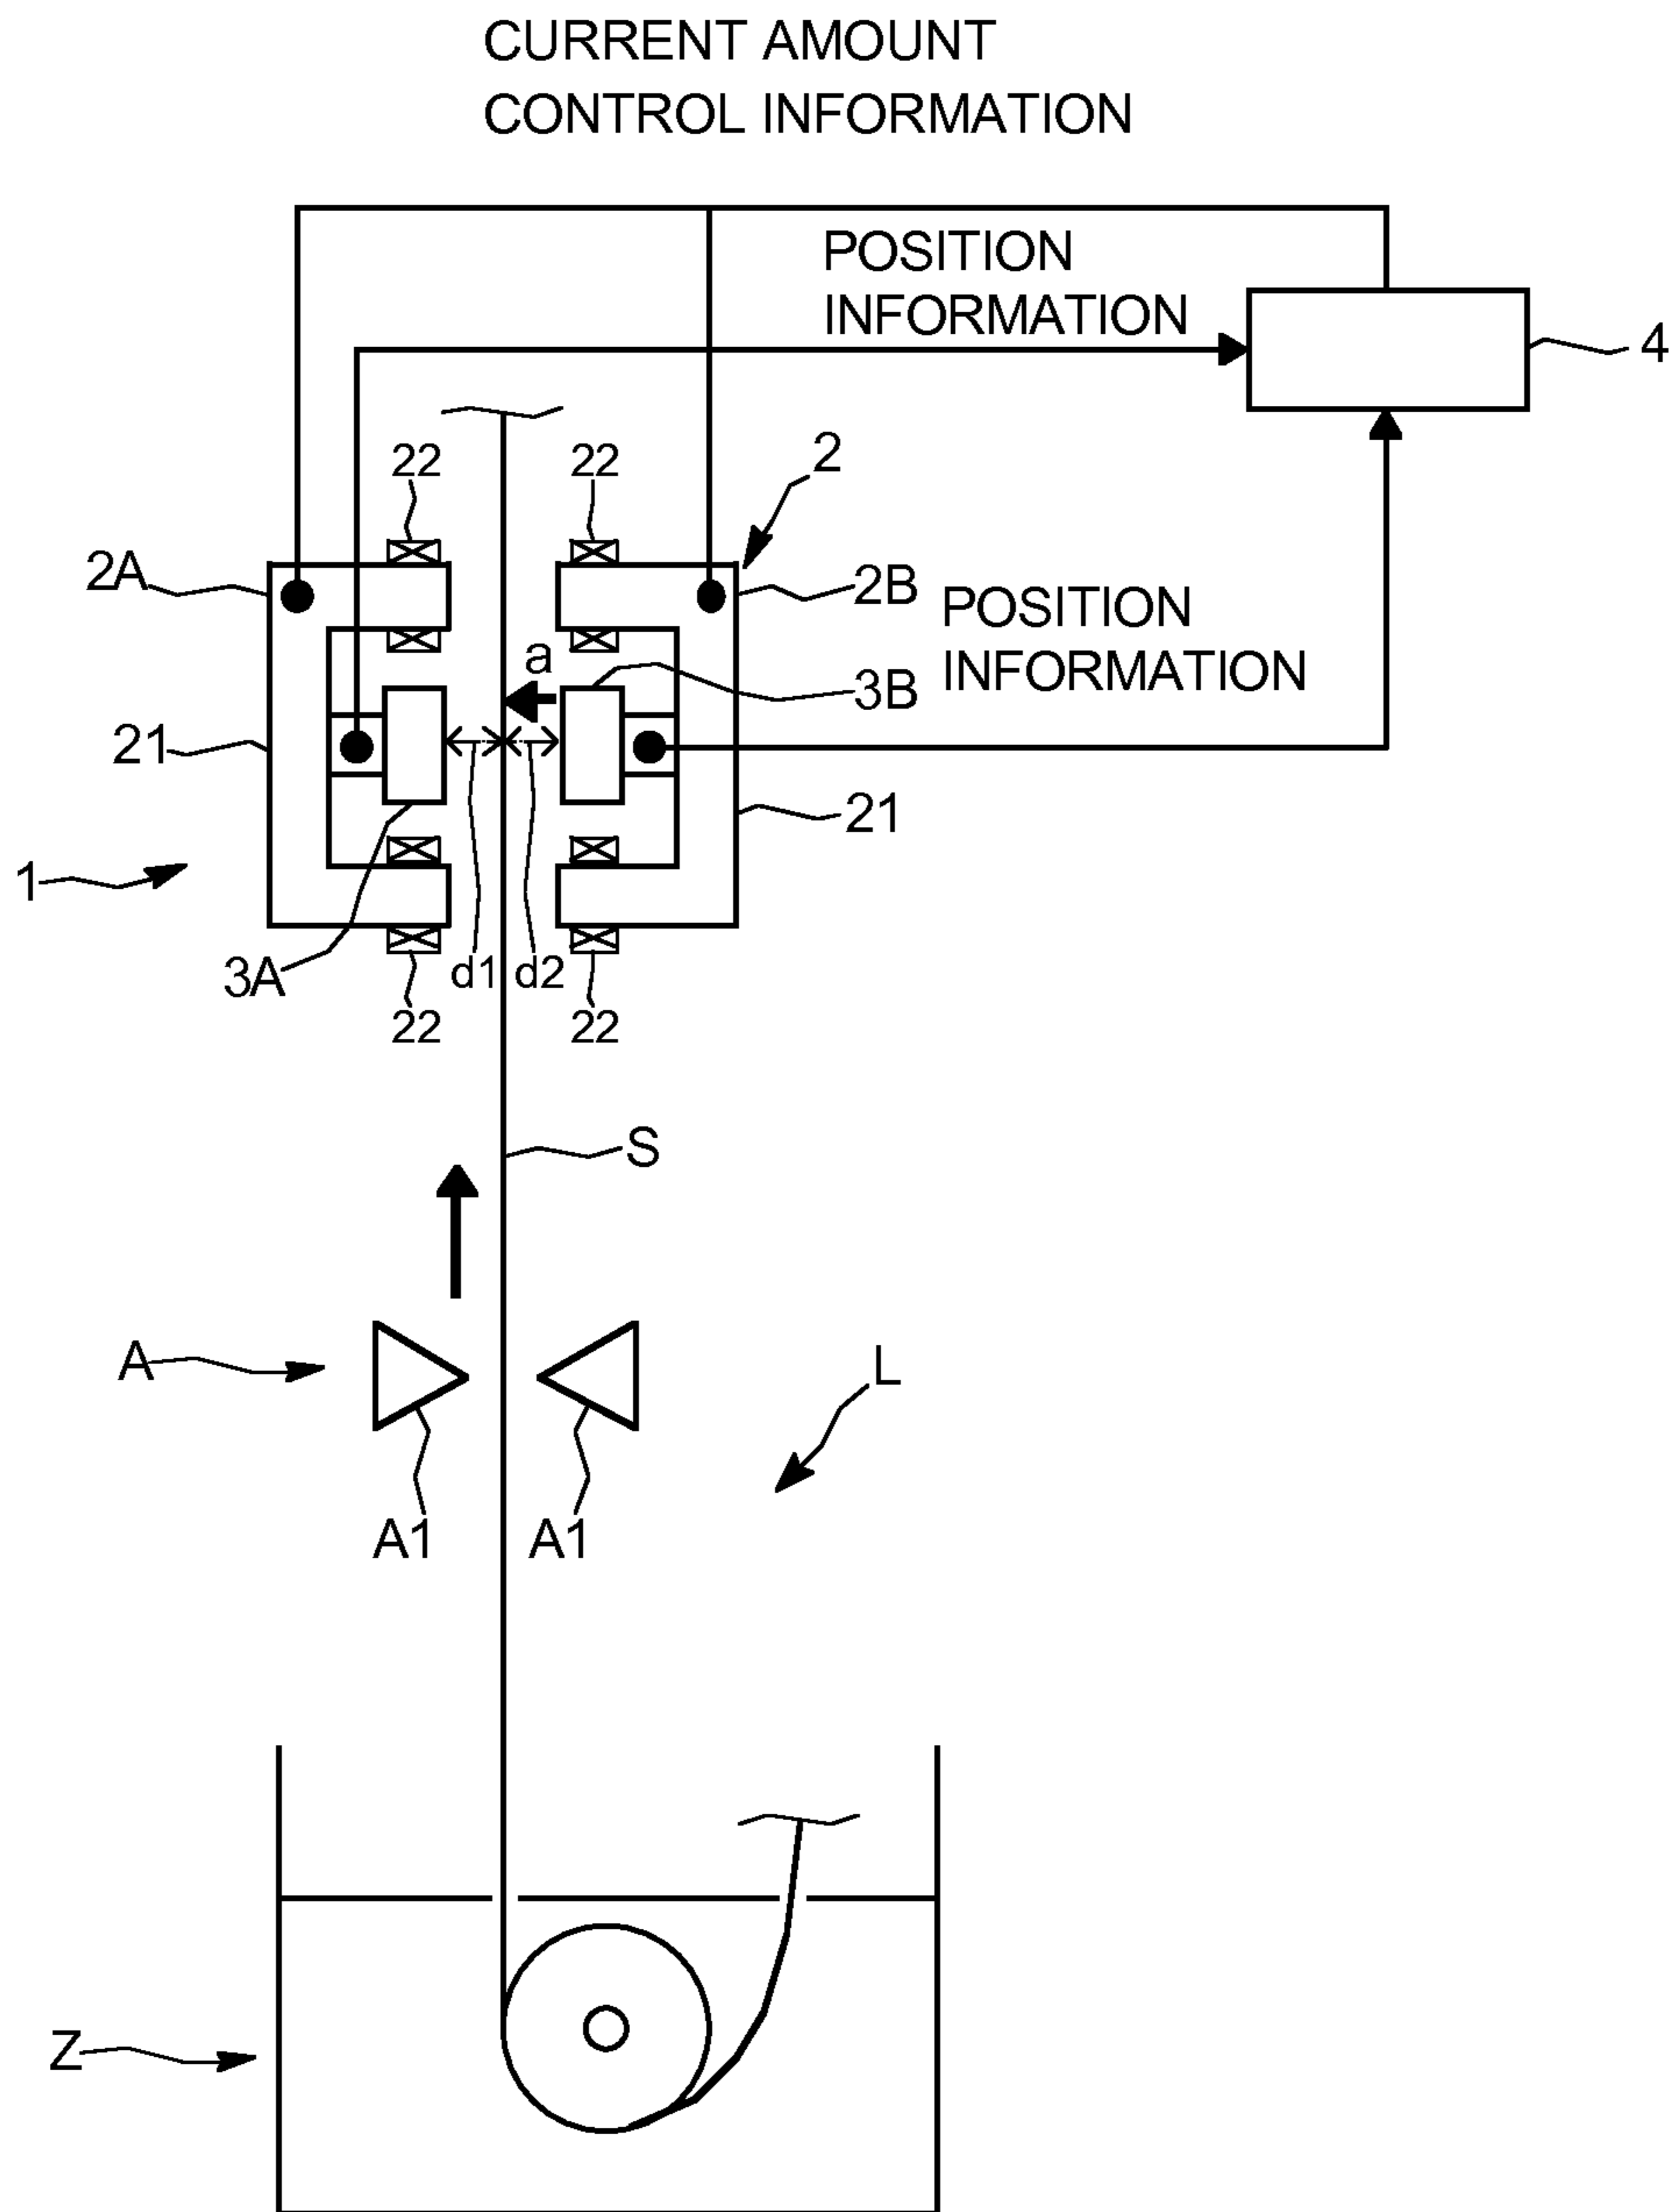 CURRENT AMOUNT
CONTROL INFORMATION
POSITION
INFORMATION
4
22
22
2
2A
2B
POSITION
INFORMATION
a
3B
21
21
1
3A
d1
d2
22
22
S
A
L
A1
A1
Z